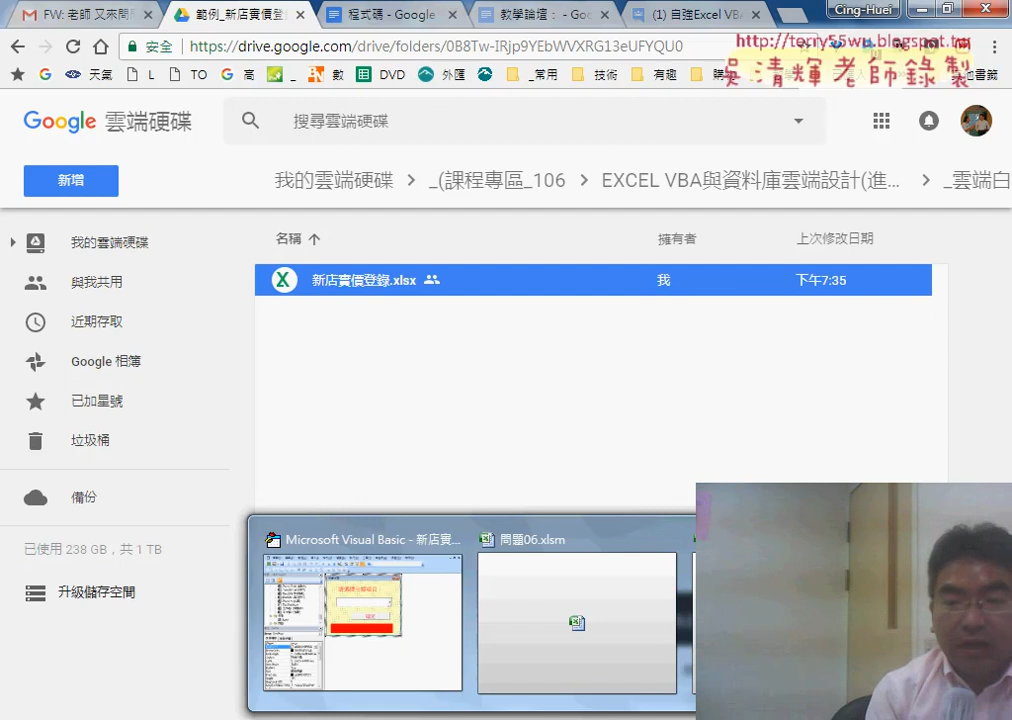 FW: 老師 又來問
範例_新店實價登
程式碼 - Google
教學論壇： - Go
(1) 自強Excel VB
Cing-Huei
安全
https://drive.google.com/drive/folders/0B8Tw-IRjp9YEbWVXRG13eUFYQU0
http://terry55wu.blogspot.tw
吳清輝老師錄製
天氣
L
TO
高
_
數
DVD
外匯
_常用
技術
有趣
Google 雲端硬碟
搜尋雲端硬碟
新增
我的雲端硬碟 > _(課程專區_106 > EXCEL VBA與資料庫雲端設計(進... > _雲端白
我的雲端硬碟
與我共用
近期存取
Google 相簿
已加星號
垃圾桶
備份
已使用 238 GB，共 1 TB
升級儲存空間
名稱
擁有者
上次修改日期
新店實價登錄.xlsx
我
下午7:35
Microsoft Visual Basic - 新店實...
問題06.xlsm